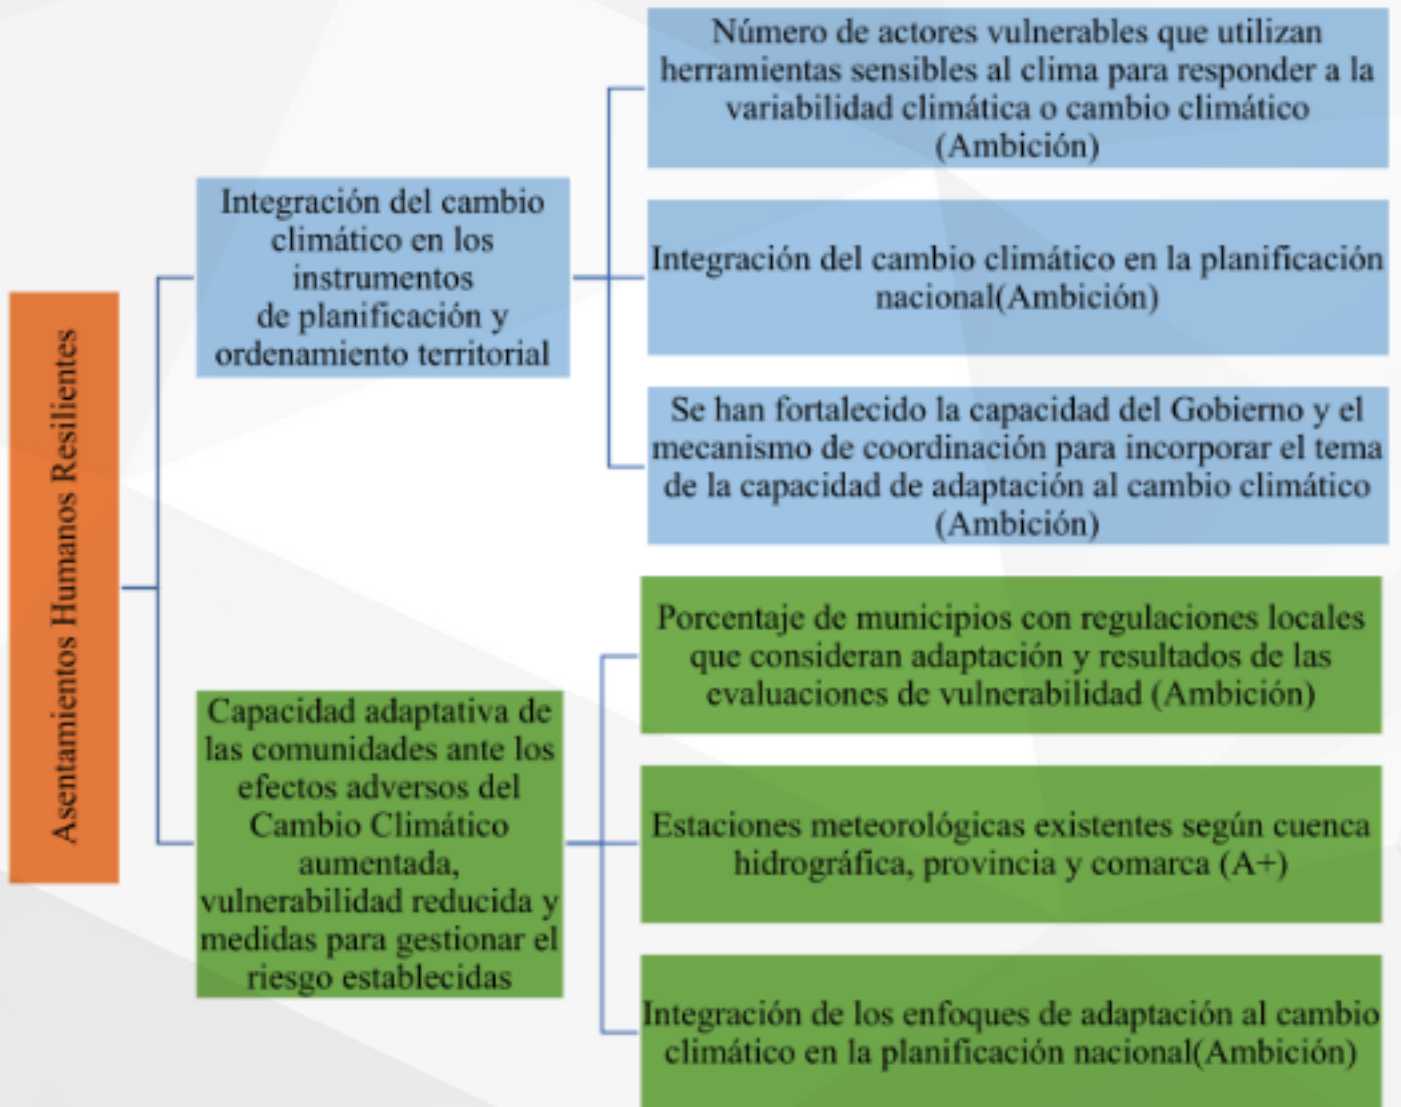 Asentamientos Humanos Resilientes
Integración del cambio
climático en los
instrumentos
de planificación y
ordenamiento territorial
Número de actores vulnerables que utilizan
herramientas sensibles al clima para responder a la
variabilidad climática o cambio climático
(Ambición)
Integración del cambio climático en la planificación
nacional(Ambición)
Se han fortalecido la capacidad del Gobierno y el
mecanismo de coordinación para incorporar el tema
de la capacidad de adaptación al cambio climático
(Ambición)
Capacidad adaptativa de
las comunidades ante los
efectos adversos del
Cambio Climático
aumentada,
vulnerabilidad reducida y
medidas para gestionar el
riesgo establecidas
Porcentaje de municipios con regulaciones locales
que consideran adaptación y resultados de las
evaluaciones de vulnerabilidad (Ambición)
Estaciones meteorológicas existentes según cuenca
hidrográfica, provincia y comarca (A+)
Integración de los enfoques de adaptación al cambio
climático en la planificación nacional(Ambición)